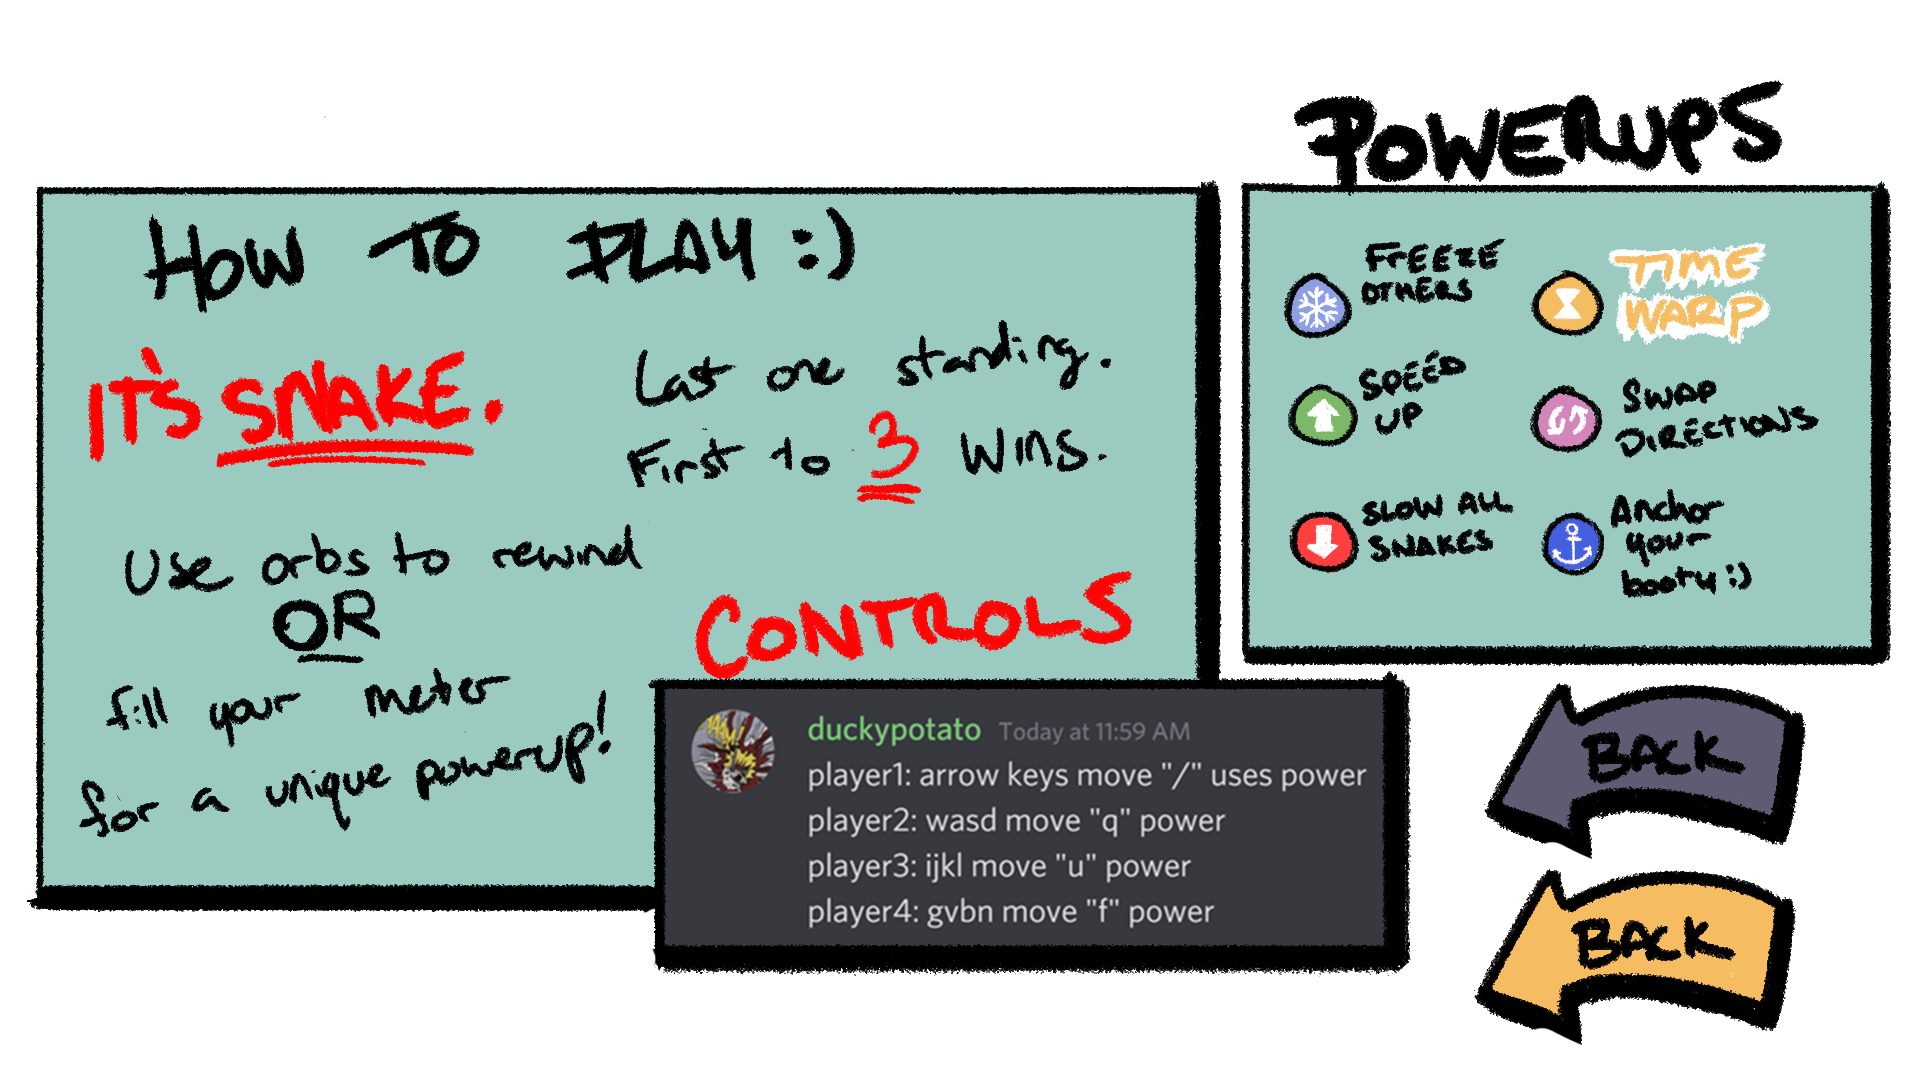 HOW TO PLAY :)
IT'S SNAKE.
Last one standing.
First to 3 wins.
Use orbs to rewind
OR
fill your meter
for a unique powerup!
CONTROLS
duckypotato Today at 11:59 AM
player1: arrow keys move "/" uses power
player2: wasd move "q" power
player3: ijkl move "u" power
player4: gvbn move "f" power
POWERUPS
FREEZE
OTHERS
TIME
WARP
SPEED
UP
SWAP
DIRECTIONS
SLOW ALL
SNAKES
Anchor
your
booty :)
BACK
BACK